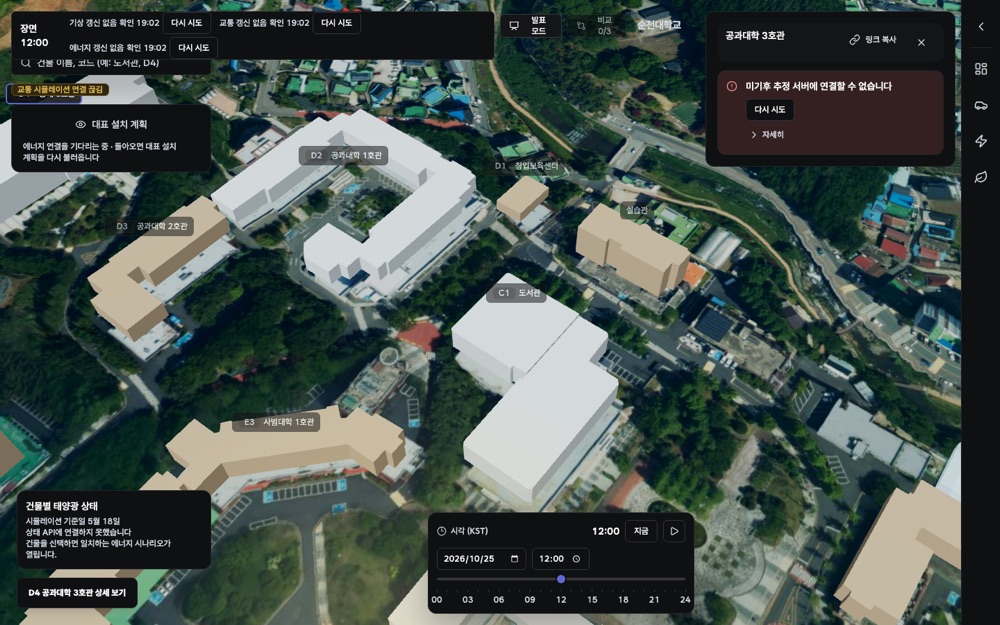 장면
12:00
기상 갱신 없음 확인 19:02 다시 시도 교통 갱신 없음 확인 19:02 다시 시도
에너지 갱신 없음 확인 19:02 다시 시도
발표 모드
비교 0/3
순천대학교
건물 이름, 코드 (예: 도서관, D4)
교통 시뮬레이션 연결 끊김
대표 설치 계획
에너지 연결을 기다리는 중 · 돌아오면 대표 설치
계획을 다시 불러옵니다
공과대학 3호관
링크 복사
미기후 추정 서버에 연결할 수 없습니다
다시 시도
자세히
D2 공과대학 1호관
D1 창업보육센터
D3 공과대학 2호관
실습관
C1 도서관
E3 사범대학 1호관
건물별 태양광 상태
시뮬레이션 기준일 5월 18일
상태 API에 연결하지 못했습니다
건물을 선택하면 일치하는 에너지 시나리오가
열립니다.
D4 공과대학 3호관 상세 보기
시각 (KST)
12:00 지금
2026/10/25
12:00
00 03 06 09 12 15 18 21 24